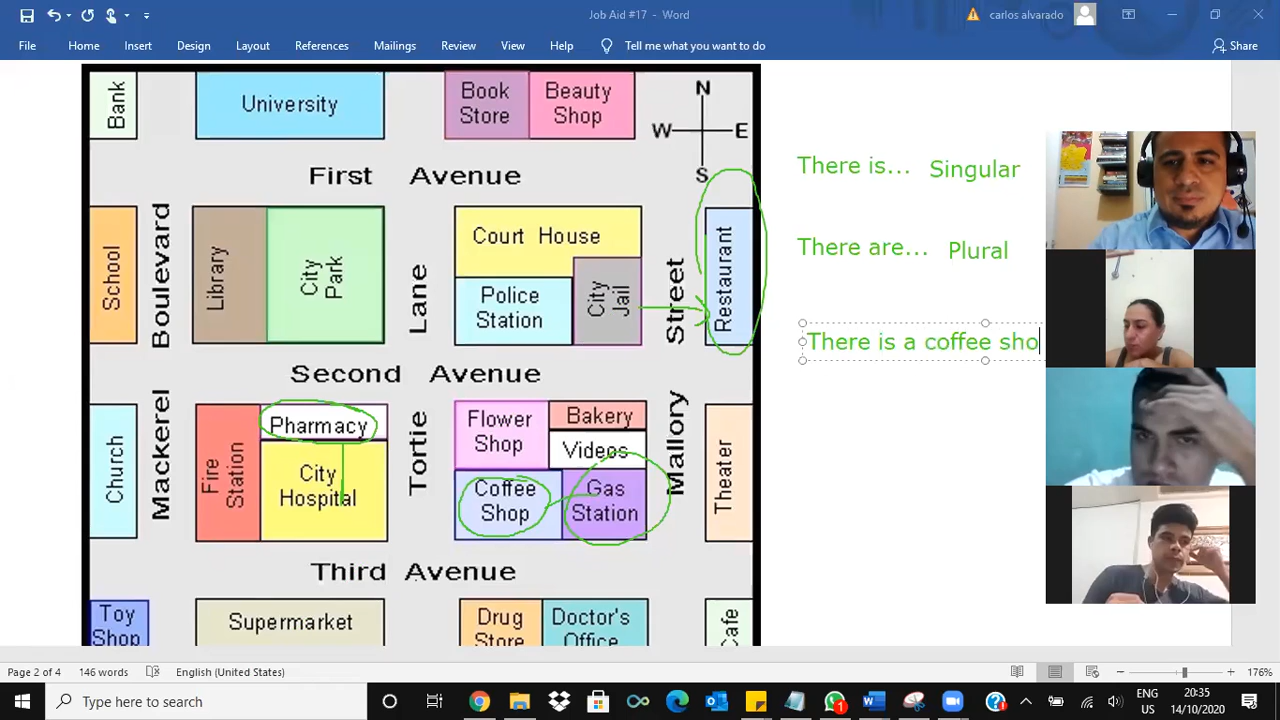 Job Aid #17 - Word
carlos alvarado
File Home Insert Design Layout References Mailings Review View Help Tell me what you want to do Share
Bank
University
Book
Store
Beauty
Shop
N
W E
S
First Avenue
School
Boulevard
Library
City
Park
Lane
Court House
Police
Station
City
Jail
Street
Restaurant
Second Avenue
Church
Mackerel
Fire
Station
Pharmacy
City
Hospital
Tortie
Flower
Shop
Bakery
Videos
Coffee
Shop
Gas
Station
Mallory
Theater
Third Avenue
Toy
Shop
Supermarket
Drug
Store
Doctor's
Office
Cafe
There is... Singular
There are... Plural
There is a coffee sho
Page 2 of 4 146 words English (United States) 176%
Type here to search
ENG
US
20:35
14/10/2020
1